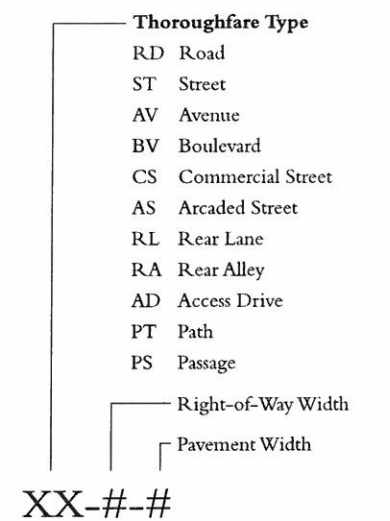 Thoroughfare Type
RD Road
ST Street
AV Avenue
BV Boulevard
CS Commercial Street
AS Arcaded Street
RL Rear Lane
RA Rear Alley
AD Access Drive
PT Path
PS Passage
Right-of-Way Width
Pavement Width
XX-#-#